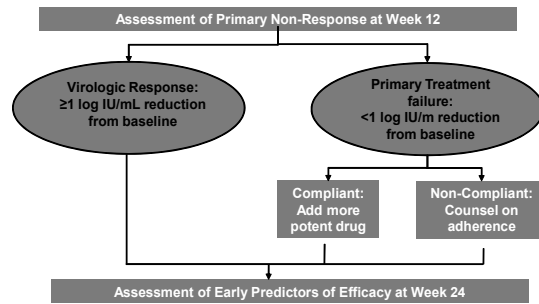 Assessment of Primary Non-Response at Week 12
Virologic Response:
≥1 log IU/mL reduction
from baseline
Primary Treatment
failure:
<1 log IU/m reduction
from baseline
Compliant:
Add more
potent drug
Non-Compliant:
Counsel on
adherence
Assessment of Early Predictors of Efficacy at Week 24